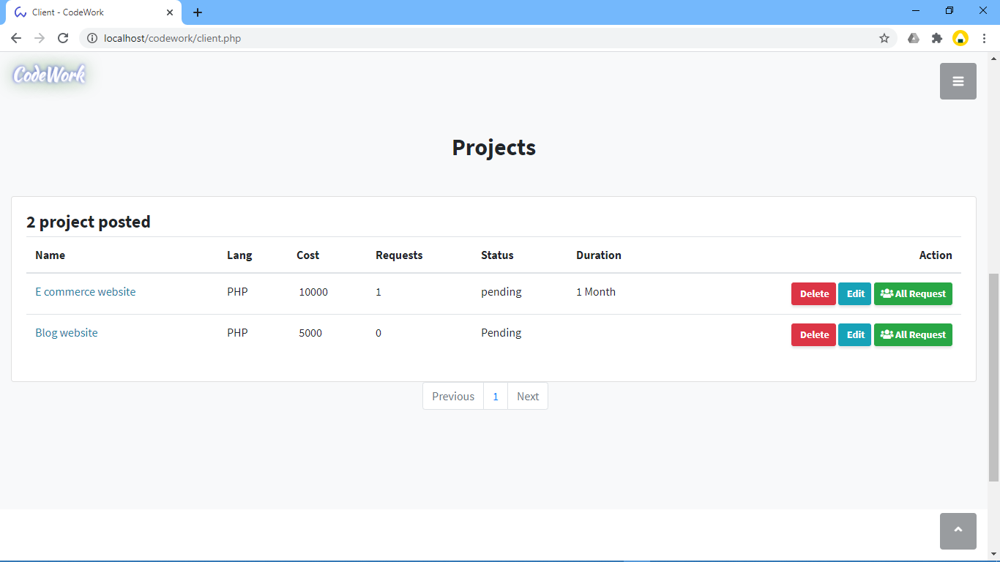 Client - CodeWork
localhost/codework/client.php
CodeWork
Projects
2 project posted
Name Lang Cost Requests Status Duration Action
E commerce website PHP 10000 1 pending 1 Month Delete Edit All Request
Blog website PHP 5000 0 Pending Delete Edit All Request
Previous 1 Next